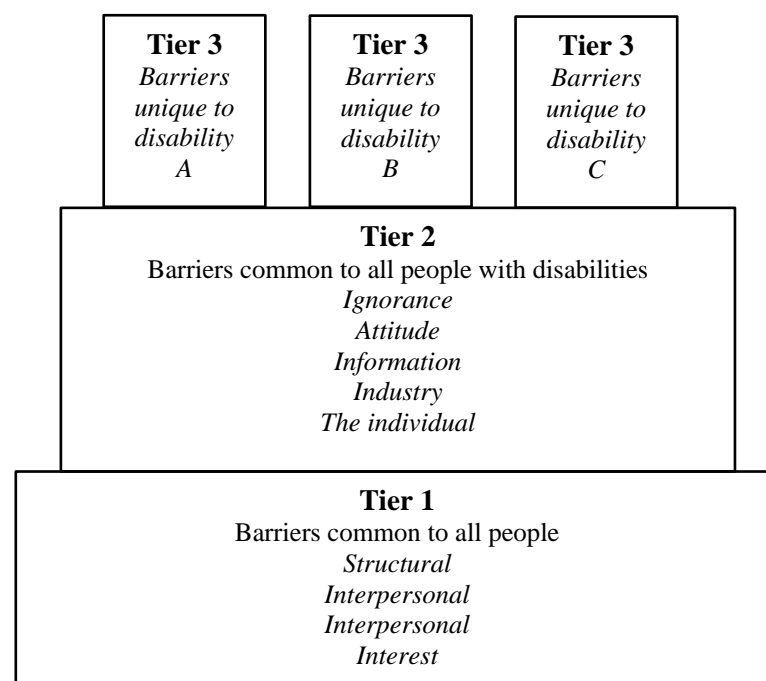 Tier 3
Barriers
unique to
disability
A
Tier 3
Barriers
unique to
disability
B
Tier 3
Barriers
unique to
disability
C
Tier 2
Barriers common to all people with disabilities
Ignorance
Attitude
Information
Industry
The individual
Tier 1
Barriers common to all people
Structural
Interpersonal
Interpersonal
Interest